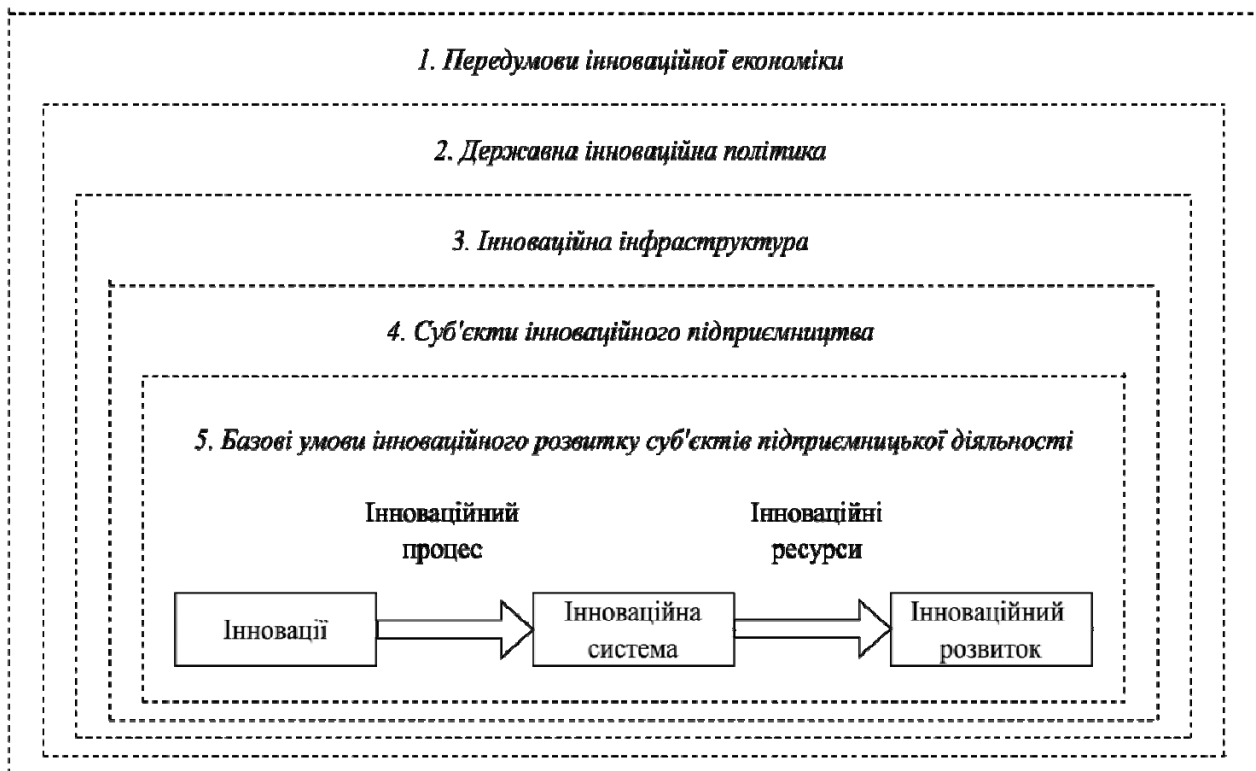 1. Передумови інноваційної економіки
2. Державна інноваційна політика
3. Інноваційна інфраструктура
4. Суб'єкти інноваційного підприємництва
5. Базові умови інноваційного розвитку суб'єктів підприємницької діяльності
Інноваційний
процес
Інноваційні
ресурси
Інновації
Інноваційна
система
Інноваційний
розвиток